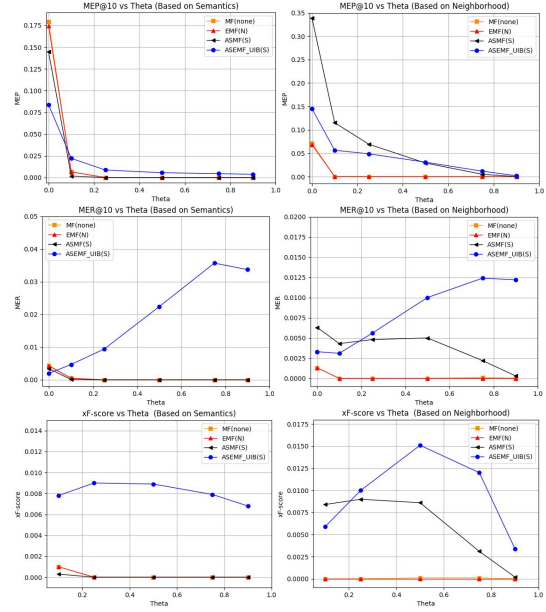 MEP@10 vs Theta (Based on Semantics)
MEP
0.175
0.150
0.125
0.100
0.075
0.050
0.025
0.000
0.0 0.2 0.4 0.6 0.8 1.0
Theta
MF(none)
EMF(N)
ASMF(S)
ASEMF_UIB(S)
MEP@10 vs Theta (Based on Neighborhood)
MEP
0.35
0.30
0.25
0.20
0.15
0.10
0.05
0.00
0.0 0.2 0.4 0.6 0.8 1.0
Theta
MF(none)
EMF(N)
ASMF(S)
ASEMF_UIB(S)
MER@10 vs Theta (Based on Semantics)
MER
0.05
0.04
0.03
0.02
0.01
0.00
0.0 0.2 0.4 0.6 0.8 1.0
Theta
MF(none)
EMF(N)
ASMF(S)
ASEMF_UIB(S)
MER@10 vs Theta (Based on Neighborhood)
MER
0.0200
0.0175
0.0150
0.0125
0.0100
0.0075
0.0050
0.0025
0.0000
0.0 0.2 0.4 0.6 0.8 1.0
Theta
MF(none)
EMF(N)
ASMF(S)
ASEMF_UIB(S)
xF-score vs Theta (Based on Semantics)
xF-score
0.014
0.012
0.010
0.008
0.006
0.004
0.002
0.000
0.2 0.4 0.6 0.8 1.0
Theta
MF(none)
EMF(N)
ASMF(S)
ASEMF_UIB(S)
xF-score vs Theta (Based on Neighborhood)
xF-score
0.0175
0.0150
0.0125
0.0100
0.0075
0.0050
0.0025
0.0000
0.2 0.4 0.6 0.8 1.0
Theta
MF(none)
EMF(N)
ASMF(S)
ASEMF_UIB(S)